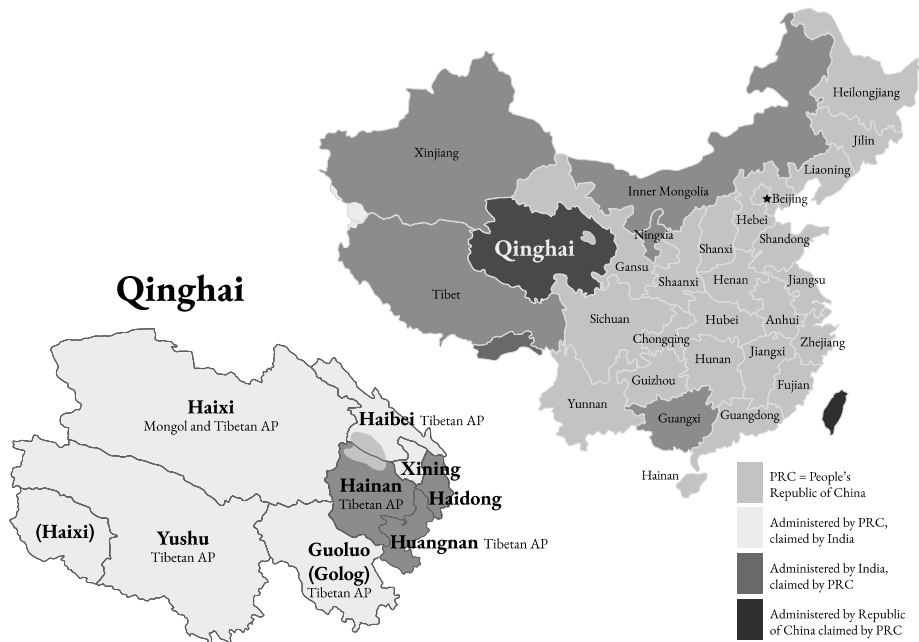 Heilongjiang
Jilin
Xinjiang
Liaoning
Inner Mongolia
Beijing
Hebei
Ningxia
Shandong
Qinghai
Shanxi
Gansu
Shaanxi
Henan
Jiangsu
Qinghai
Tibet
Sichuan
Hubei
Anhui
Chongqing
Zhejiang
Hunan
Jiangxi
Guizhou
Fujian
Yunnan
Guangxi
Guangdong
Hainan
Haixi
Mongol and Tibetan AP
Haibei Tibetan AP
Xining
Hainan
Tibetan AP
Haidong
(Haixi)
Yushu
Tibetan AP
Huangnan Tibetan AP
Guoluo
(Golog)
Tibetan AP
PRC = People's
Republic of China
Administered by PRC,
claimed by India
Administered by India,
claimed by PRC
Administered by Republic
of China claimed by PRC